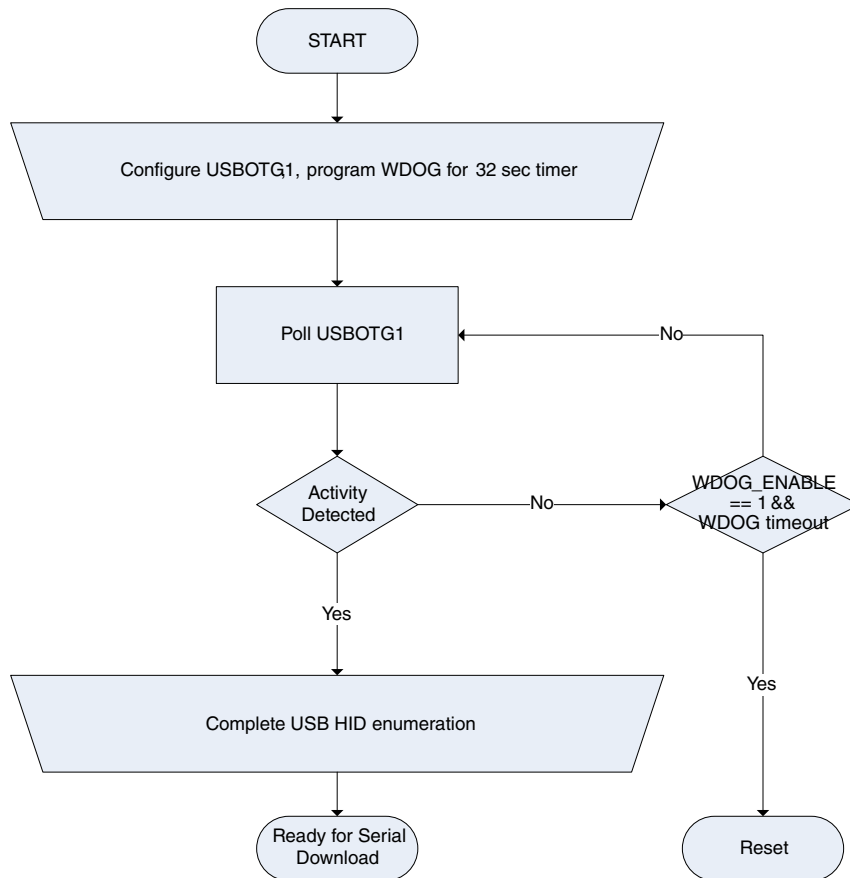 START
Configure USBOTG1, program WDOG for 32 sec timer
Poll USBOTG1
No
Activity
Detected
No
WDOG_ENABLE
== 1 &&
WDOG timeout
Yes
Complete USB HID enumeration
Yes
Ready for Serial
Download
Reset